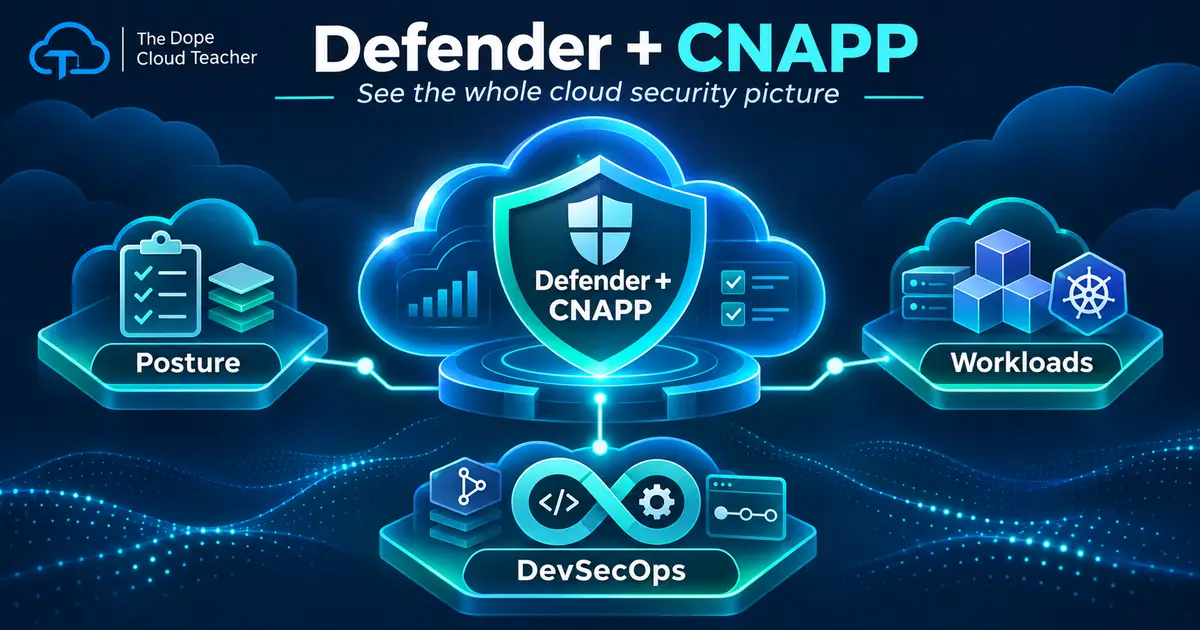 The Dope
Cloud Teacher
Defender + CNAPP
See the whole cloud security picture
Defender +
CNAPP
Posture
Workloads
</>
DevSecOps